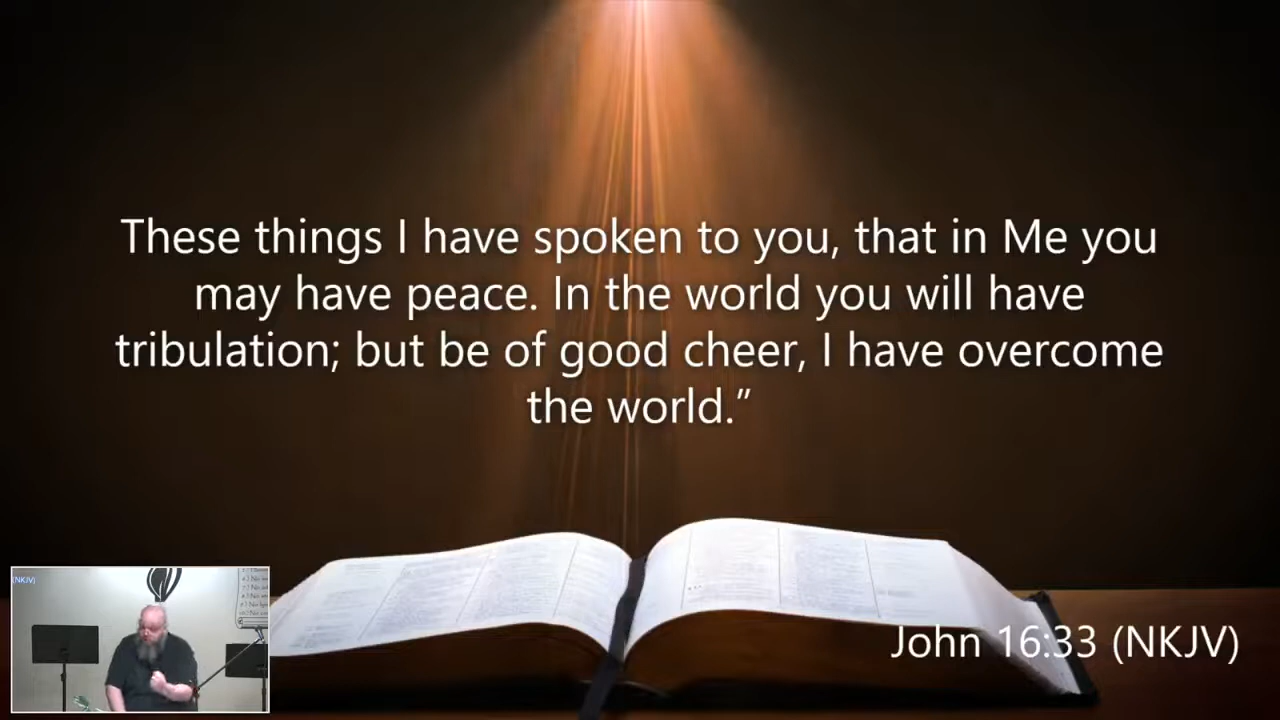 These things I have spoken to you, that in Me you
may have peace. In the world you will have
tribulation; but be of good cheer, I have overcome
the world.”
John 16:33 (NKJV)
(NKJV)